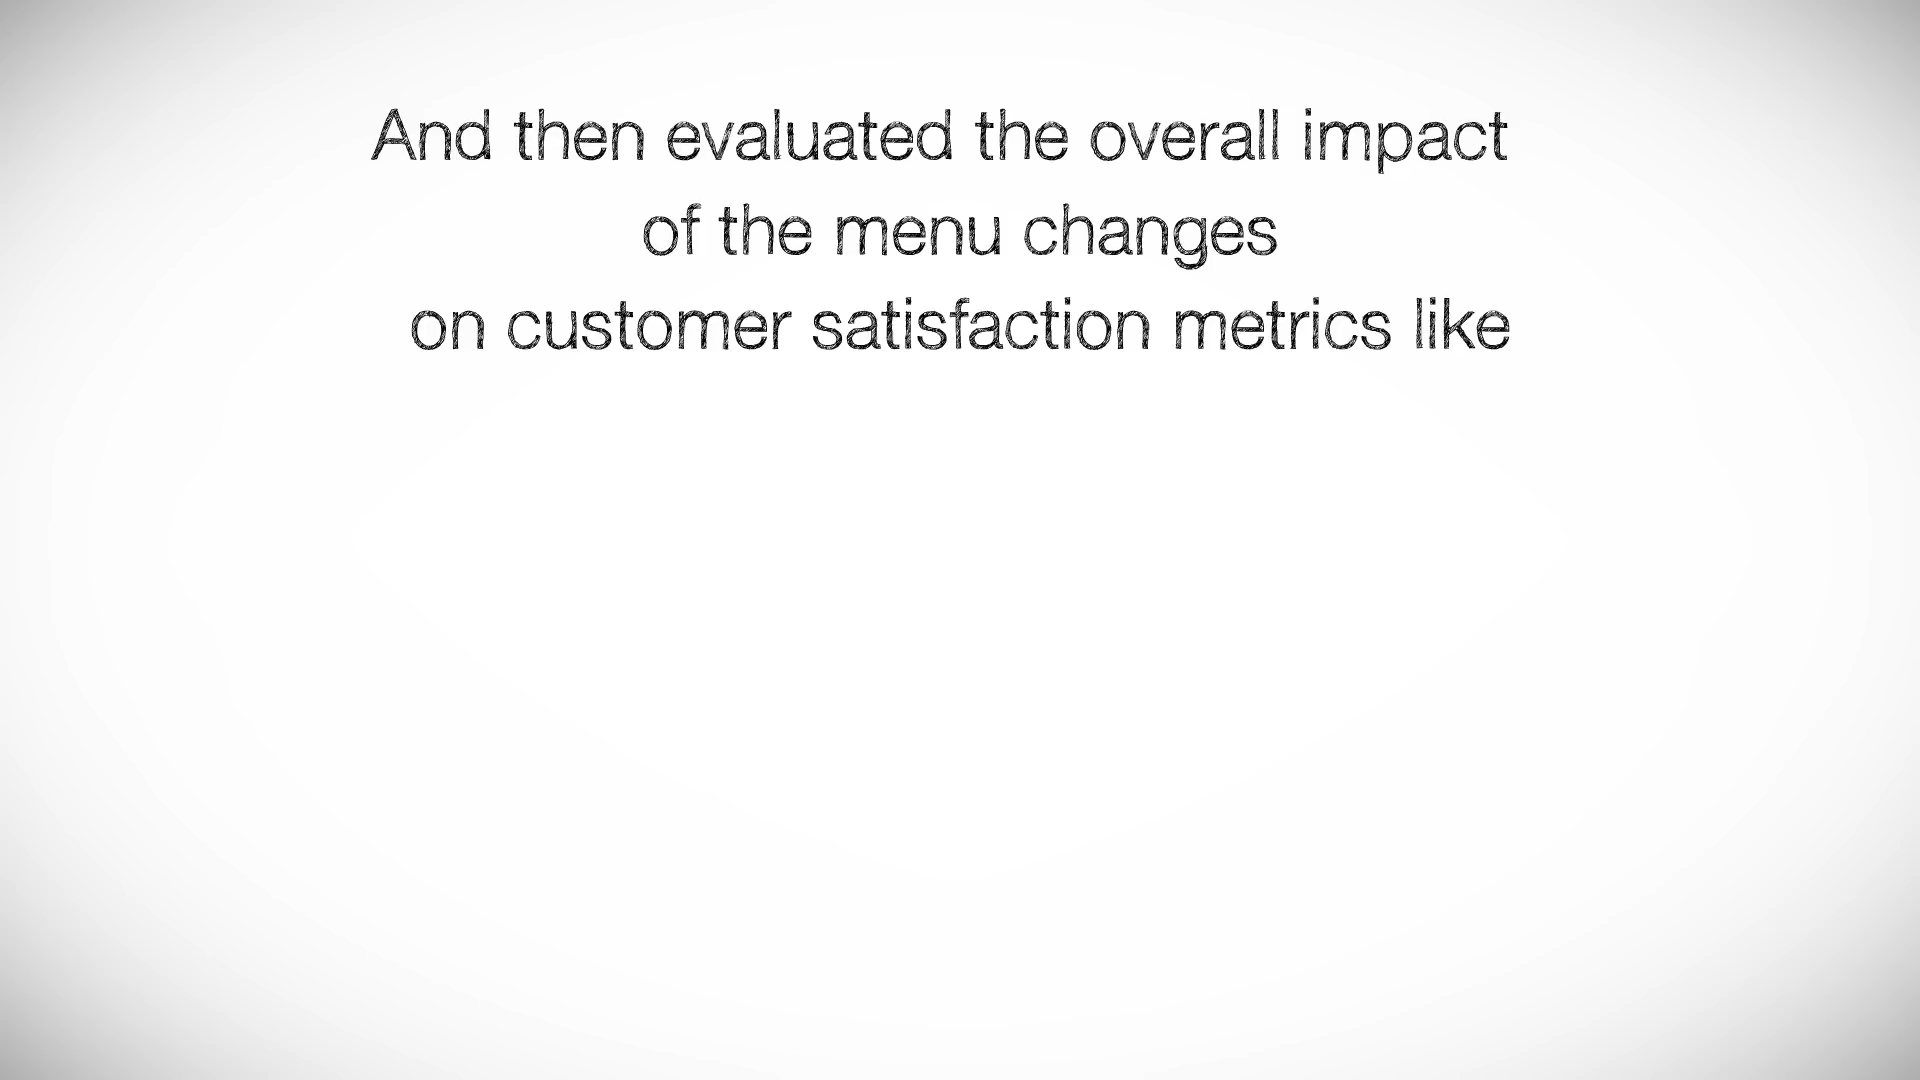 And then evaluated the overall impact
of the menu changes
on customer satisfaction metrics like